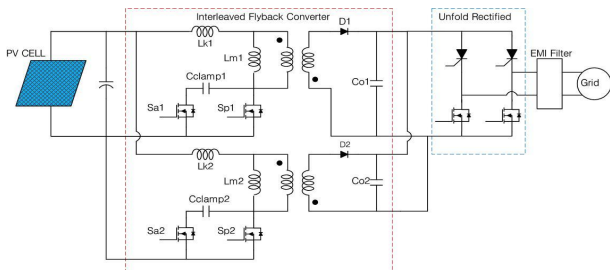 Interleaved Flyback Converter
Unfold Rectified
PV CELL
Lk1
Lm1
D1
EMI Filter
Cclamp1
Co1
Grid
Sa1
Sp1
Lk2
Lm2
D2
Cclamp2
Co2
Sa2
Sp2